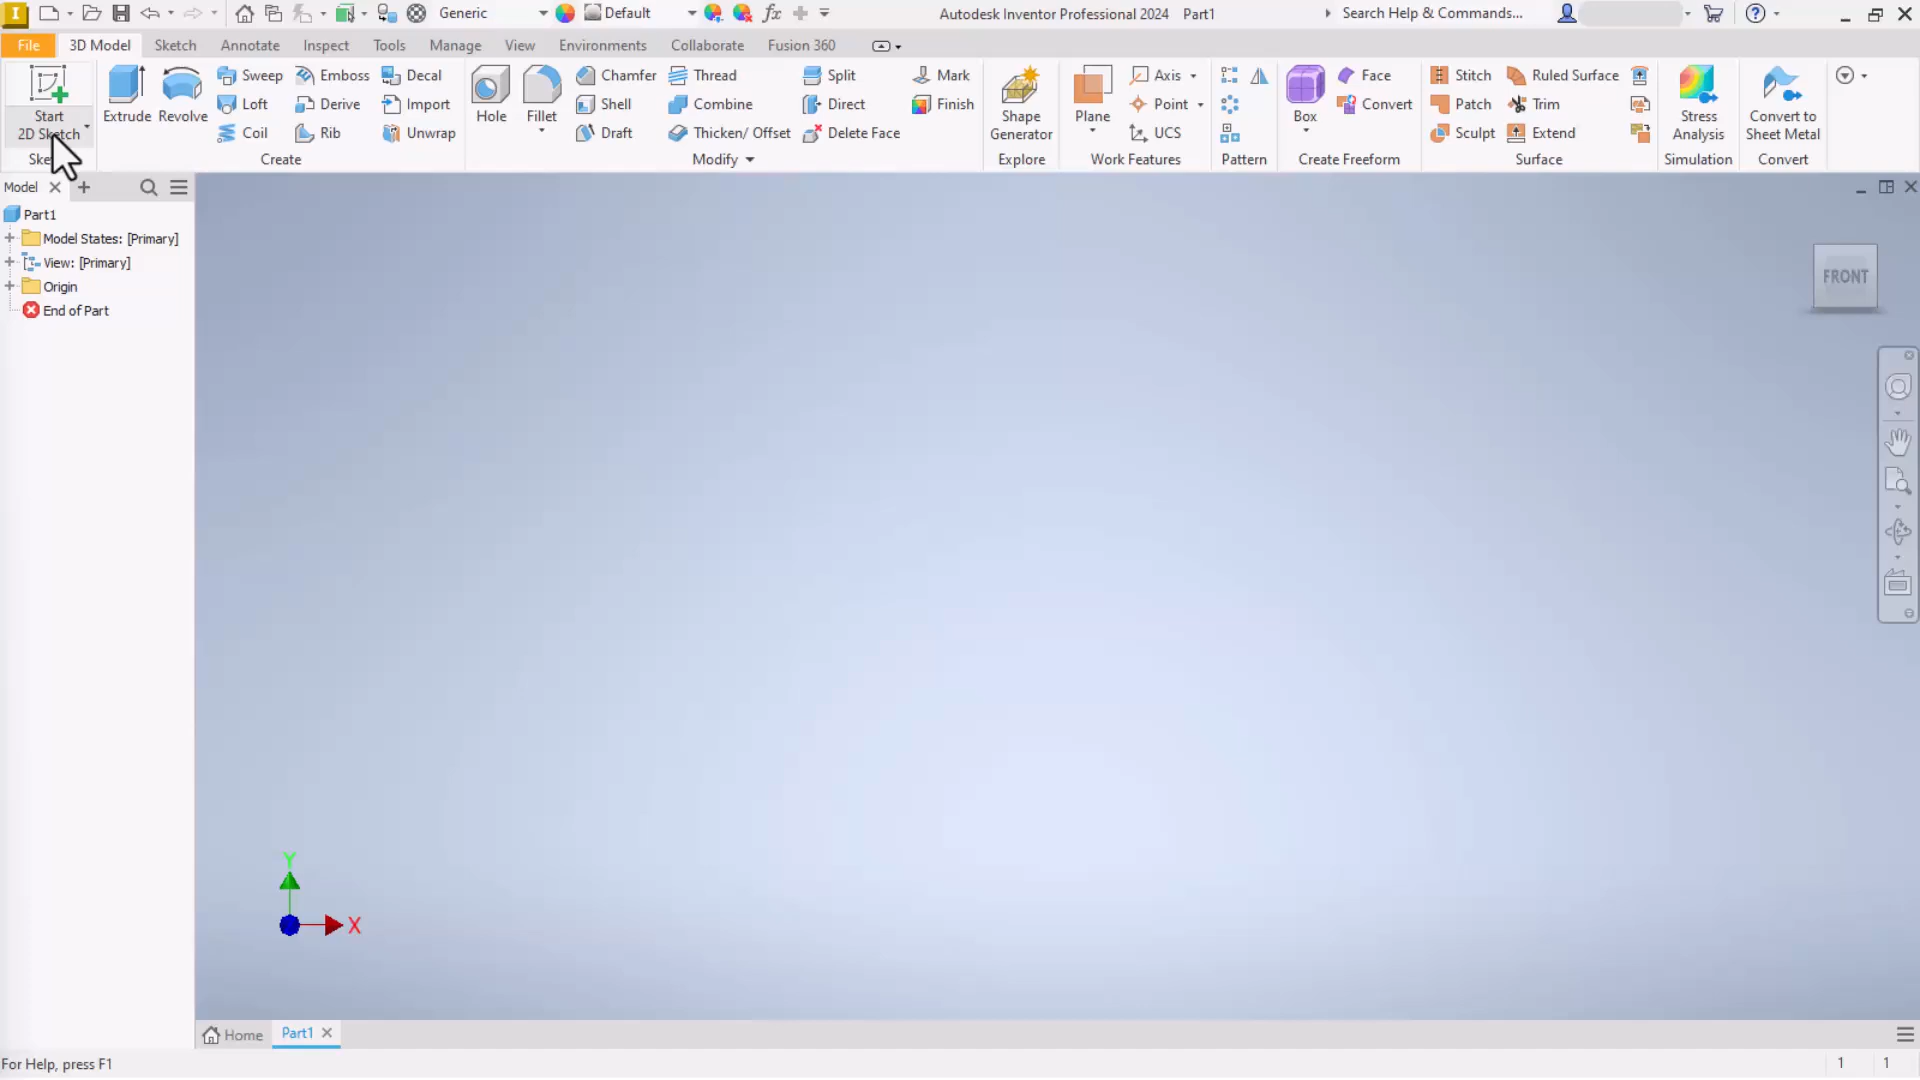 Generic
Default
fx
Autodesk Inventor Professional 2024 Part1
Search Help & Commands...
File 3D Model Sketch Annotate Inspect Tools Manage View Environments Collaborate Fusion 360
Start
2D Sketch
Extrude
Revolve
Sweep
Loft
Coil
Emboss
Derive
Rib
Decal
Import
Unwrap
Create
Hole
Fillet
Chamfer
Shell
Draft
Thread
Combine
Thicken/ Offset
Split
Direct
Delete Face
Mark
Finish
Modify
Shape
Generator
Explore
Plane
Axis
Point
UCS
Work Features
Pattern
Box
Face
Convert
Create Freeform
Stitch
Patch
Sculpt
Ruled Surface
Trim
Extend
Surface
Stress
Analysis
Simulation
Convert to
Sheet Metal
Convert
Model
Part1
Model States: [Primary]
View: [Primary]
Origin
End of Part
FRONT
Y
X
Home Part1
For Help, press F1
1 1